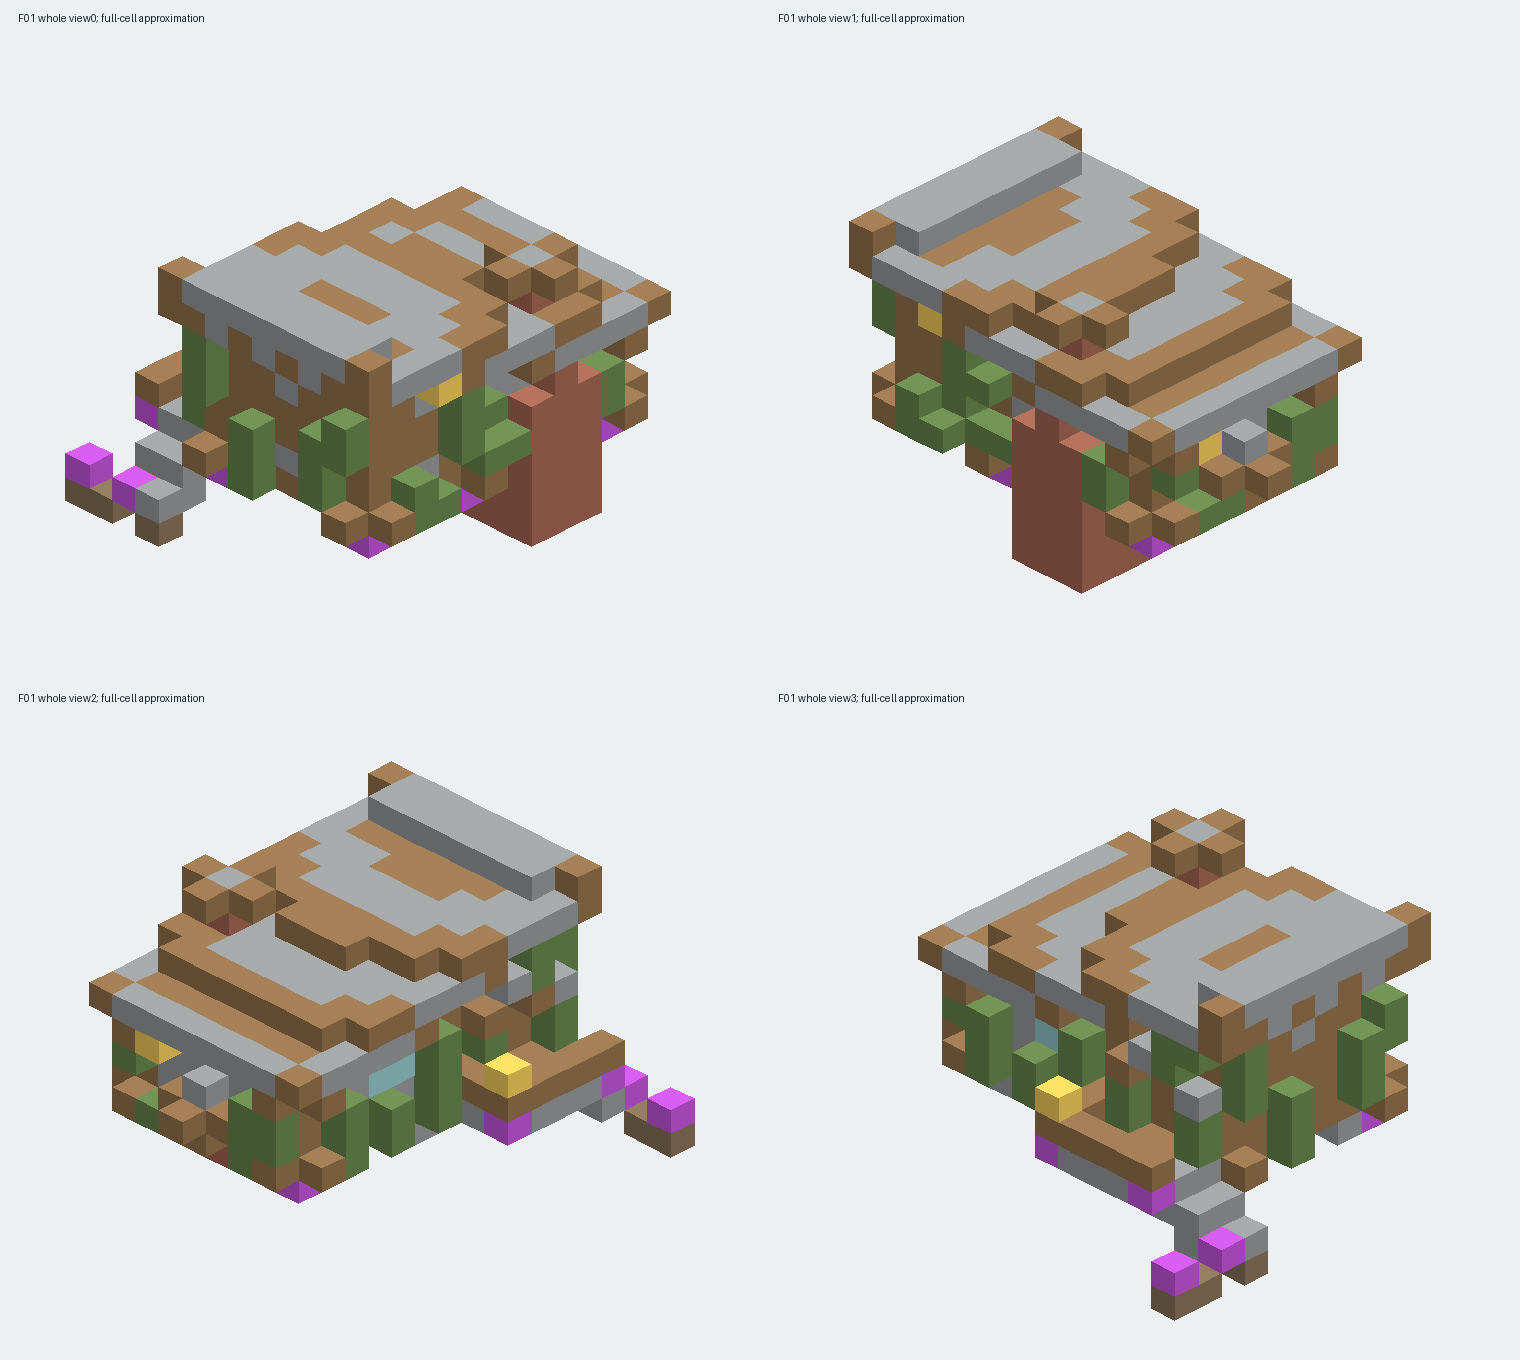 F01 whole view0; full-cell approximation
F01 whole view1; full-cell approximation
F01 whole view2; full-cell approximation
F01 whole view3; full-cell approximation